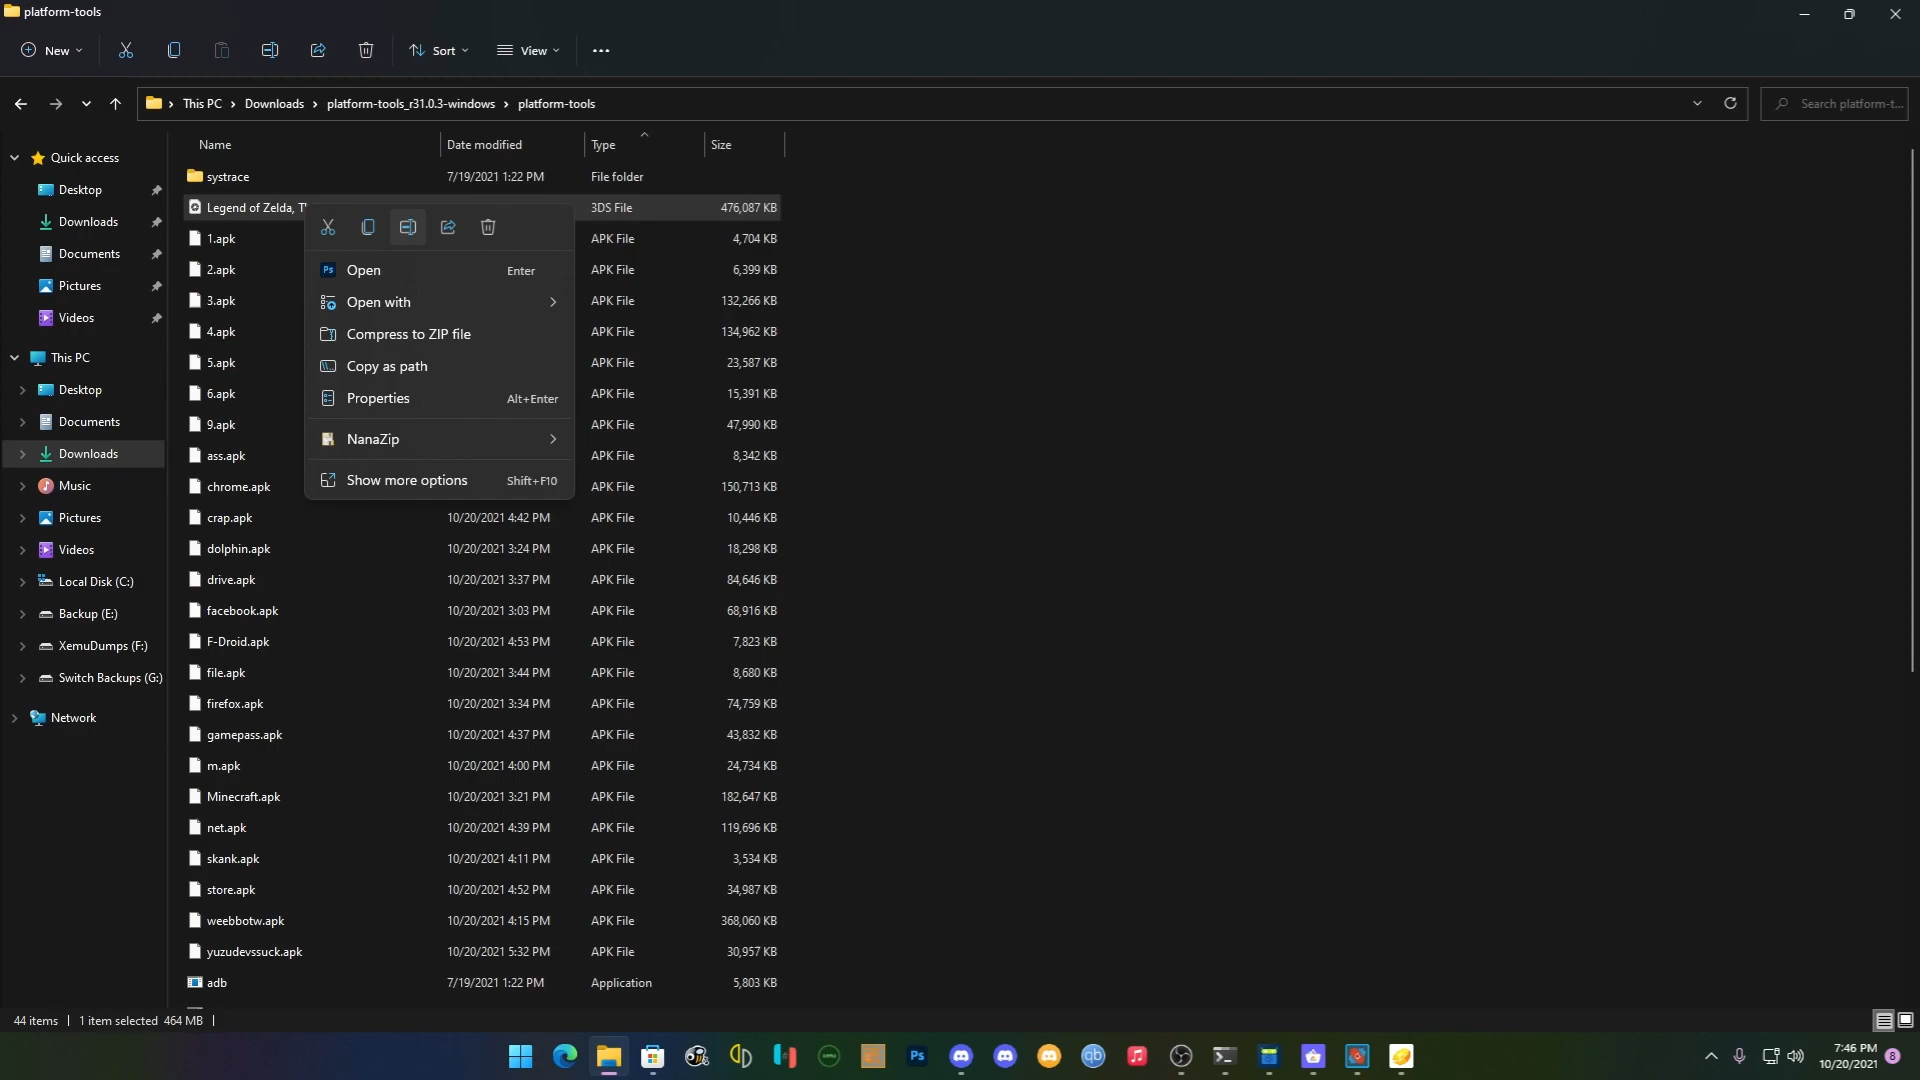 platform-tools
New
Sort
View
This PC > Downloads > platform-tools_r31.0.3-windows > platform-tools
Search platform-t...
Name Date modified Type Size
Quick access
Desktop
Downloads
Documents
Pictures
Videos
This PC
Desktop
Documents
Downloads
Music
Pictures
Videos
Local Disk (C:)
Backup (E:)
XemuDumps (F:)
Switch Backups (G:)
Network
systrace 7/19/2021 1:22 PM File folder
Legend of Zelda, 3DS File 476,087 KB
1.apk APK File 4,704 KB
2.apk APK File 6,399 KB
3.apk APK File 132,266 KB
4.apk APK File 134,962 KB
5.apk APK File 23,587 KB
6.apk APK File 15,391 KB
9.apk APK File 47,990 KB
ass.apk APK File 8,342 KB
chrome.apk APK File 150,713 KB
crap.apk 10/20/2021 4:42 PM APK File 10,446 KB
dolphin.apk 10/20/2021 3:24 PM APK File 18,298 KB
drive.apk 10/20/2021 3:37 PM APK File 84,646 KB
facebook.apk 10/20/2021 3:03 PM APK File 68,916 KB
F-Droid.apk 10/20/2021 4:53 PM APK File 7,823 KB
file.apk 10/20/2021 3:44 PM APK File 8,680 KB
firefox.apk 10/20/2021 3:34 PM APK File 74,759 KB
gamepass.apk 10/20/2021 4:37 PM APK File 43,832 KB
m.apk 10/20/2021 4:00 PM APK File 24,734 KB
Minecraft.apk 10/20/2021 3:21 PM APK File 182,647 KB
net.apk 10/20/2021 4:39 PM APK File 119,696 KB
skank.apk 10/20/2021 4:11 PM APK File 3,534 KB
store.apk 10/20/2021 4:52 PM APK File 34,987 KB
weebbotw.apk 10/20/2021 4:15 PM APK File 368,060 KB
yuzudevssuck.apk 10/20/2021 5:32 PM APK File 30,957 KB
adb 7/19/2021 1:22 PM Application 5,803 KB
Ps Open Enter
Open with
Compress to ZIP file
Copy as path
Properties Alt+Enter
NanaZip
Show more options Shift+F10
44 items 1 item selected 464 MB
Ps
qb
7:46 PM
10/20/2021
8